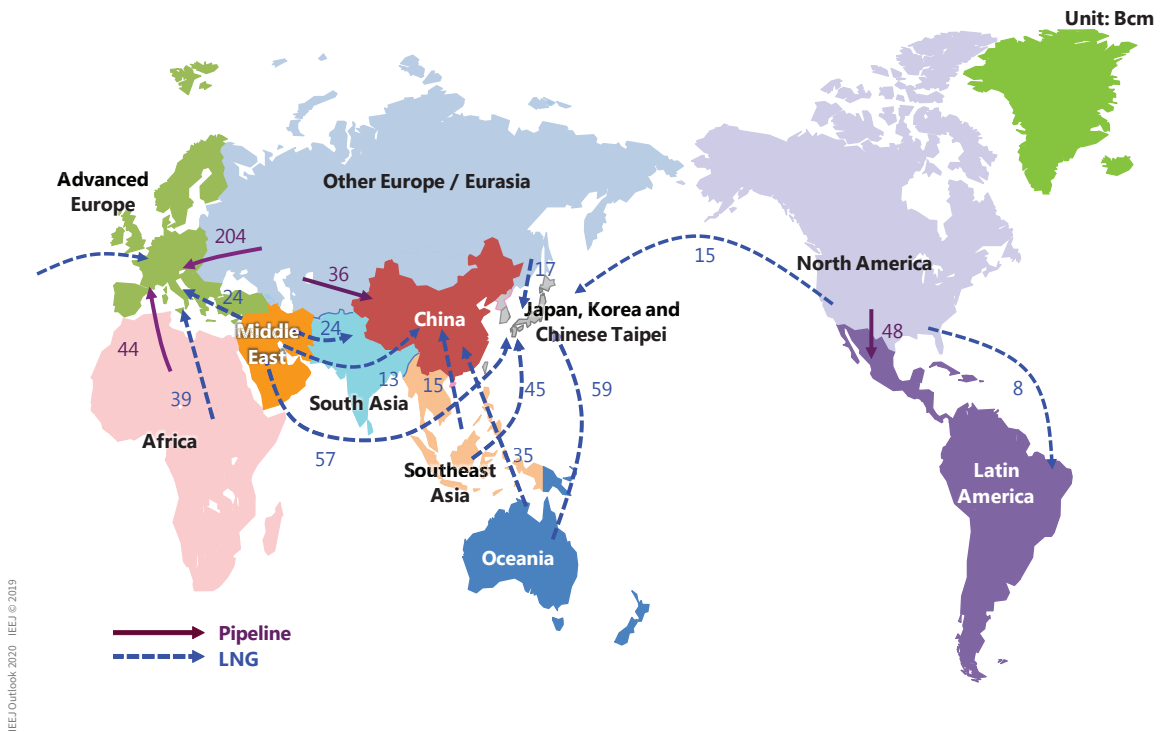 Unit: Bcm
Advanced
Europe
Other Europe / Eurasia
204
36
17
15
North America
24
Japan, Korea and
Chinese Taipei
China
Middle
East
24
48
44
13
15
45
59
8
39
South Asia
Africa
57
35
Southeast
Asia
Latin
America
Oceania
Pipeline
LNG
IEEJ Outlook 2020 IEEJ © 2019